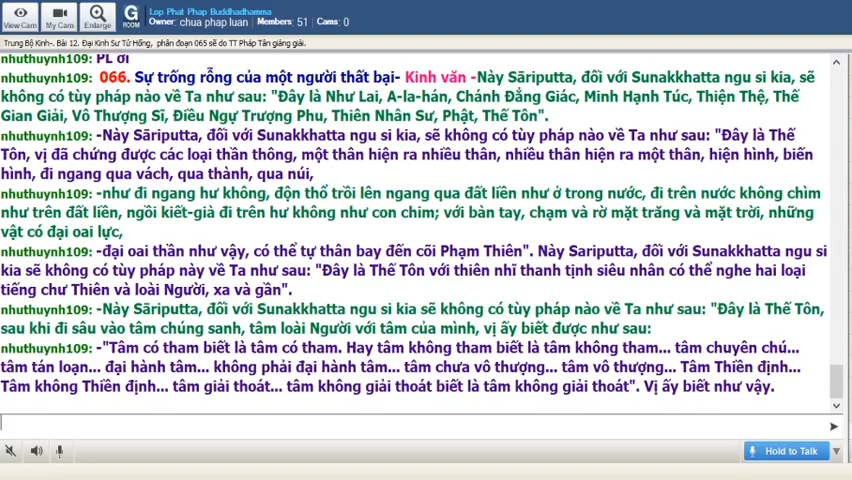 View Cam
My Cam
Enlarge
G
ROOM
Lop Phat Phap Buddhadhamma
Owner: chua phap luan / Members: 51 / Cams: 0
Trung Bộ Kinh-. Bài 12. Đại Kinh Sư Tử Hống, phân đoạn 065 sẽ do TT Pháp Tân giảng giải.
nhuthuynh109: PL ơi
nhuthuynh109: 066. Sự trống rỗng của một người thất bại- Kinh văn -Này Sāriputta, đối với Sunakkhatta ngu si kia, sẽ
không có tùy pháp nào về Ta như sau: "Đây là Như Lai, A-la-hán, Chánh Đẳng Giác, Minh Hạnh Túc, Thiện Thệ, Thế
Gian Giải, Vô Thượng Sĩ, Điều Ngự Trượng Phu, Thiên Nhân Sư, Phật, Thế Tôn".
nhuthuynh109: -Này Sāriputta, đối với Sunakkhatta ngu si kia, sẽ không có tùy pháp nào về Ta như sau: "Đây là Thế
Tôn, vị đã chứng được các loại thần thông, một thân hiện ra nhiều thân, nhiều thân hiện ra một thân, hiện hình, biến
hình, đi ngang qua vách, qua thành, qua núi,
nhuthuynh109: -như đi ngang hư không, độn thổ trồi lên ngang qua đất liền như ở trong nước, đi trên nước không chìm
như trên đất liền, ngồi kiết-già đi trên hư không như con chim; với bàn tay, chạm và rờ mặt trăng và mặt trời, những
vật có đại oai lực,
nhuthuynh109: -đại oai thần như vậy, có thể tự thân bay đến cõi Phạm Thiên". Này Sariputta, đối với Sunakkhatta ngu si
kia sẽ không có tùy pháp này về Ta như sau: "Đây là Thế Tôn với thiên nhĩ thanh tịnh siêu nhân có thể nghe hai loại
tiếng chư Thiên và loài Người, xa và gần".
nhuthuynh109: -Này Sāriputta, đối với Sunakkhatta ngu si kia sẽ không có tùy pháp nào về Ta như sau: "Đây là Thế Tôn,
sau khi đi sâu vào tâm chúng sanh, tâm loài Người với tâm của mình, vị ấy biết được như sau:
nhuthuynh109: -"Tâm có tham biết là tâm có tham. Hay tâm không tham biết là tâm không tham... tâm chuyên chú...
tâm tán loạn... đại hành tâm... không phải đại hành tâm... tâm chưa vô thượng... tâm vô thượng... Tâm Thiền định...
Tâm không Thiền định... tâm giải thoát... tâm không giải thoát biết là tâm không giải thoát". Vị ấy biết như vậy.
Hold to Talk